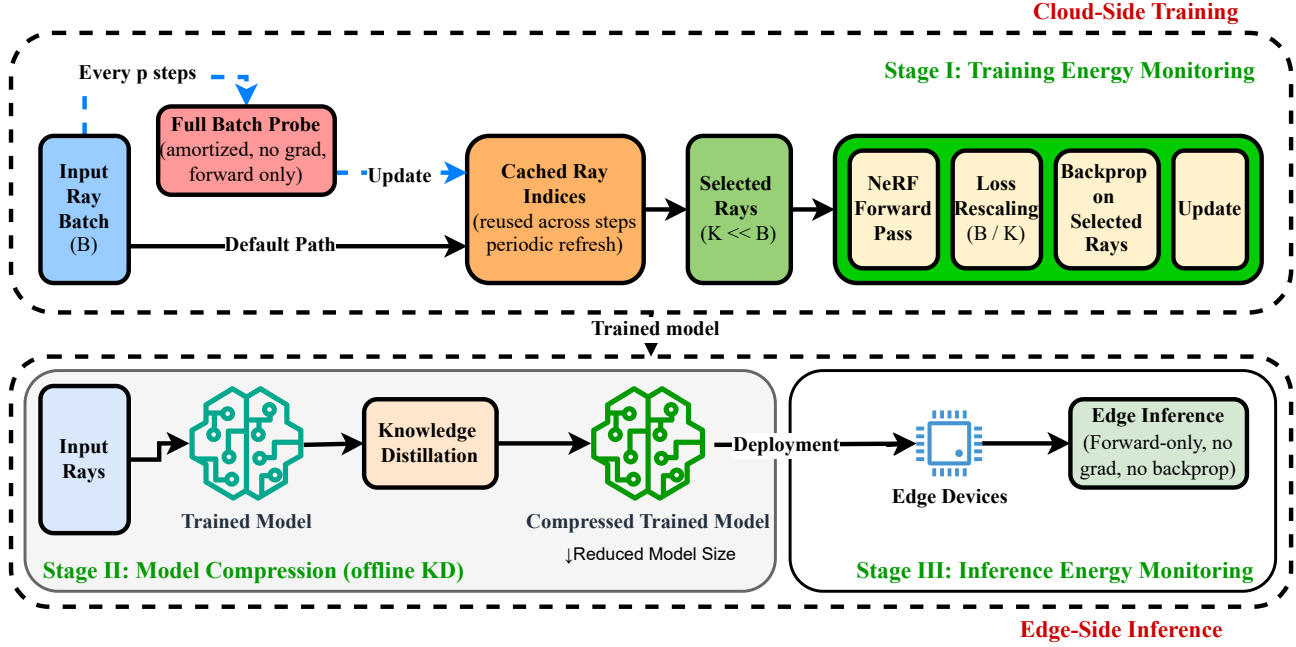 Cloud-Side Training
Every p steps
Stage I: Training Energy Monitoring
Full Batch Probe
(amortized, no grad,
forward only)
Input
Ray
Batch
(B)
Update
Default Path
Cached Ray
Indices
(reused across steps
periodic refresh)
Selected
Rays
(K << B)
NeRF
Forward
Pass
Loss
Rescaling
(B / K)
Backprop
on
Selected
Rays
Update
Trained model
Input
Rays
Trained Model
Knowledge
Distillation
Compressed Trained Model
↓Reduced Model Size
Deployment
Edge Devices
Edge Inference
(Forward-only, no
grad, no backprop)
Stage II: Model Compression (offline KD)
Stage III: Inference Energy Monitoring
Edge-Side Inference